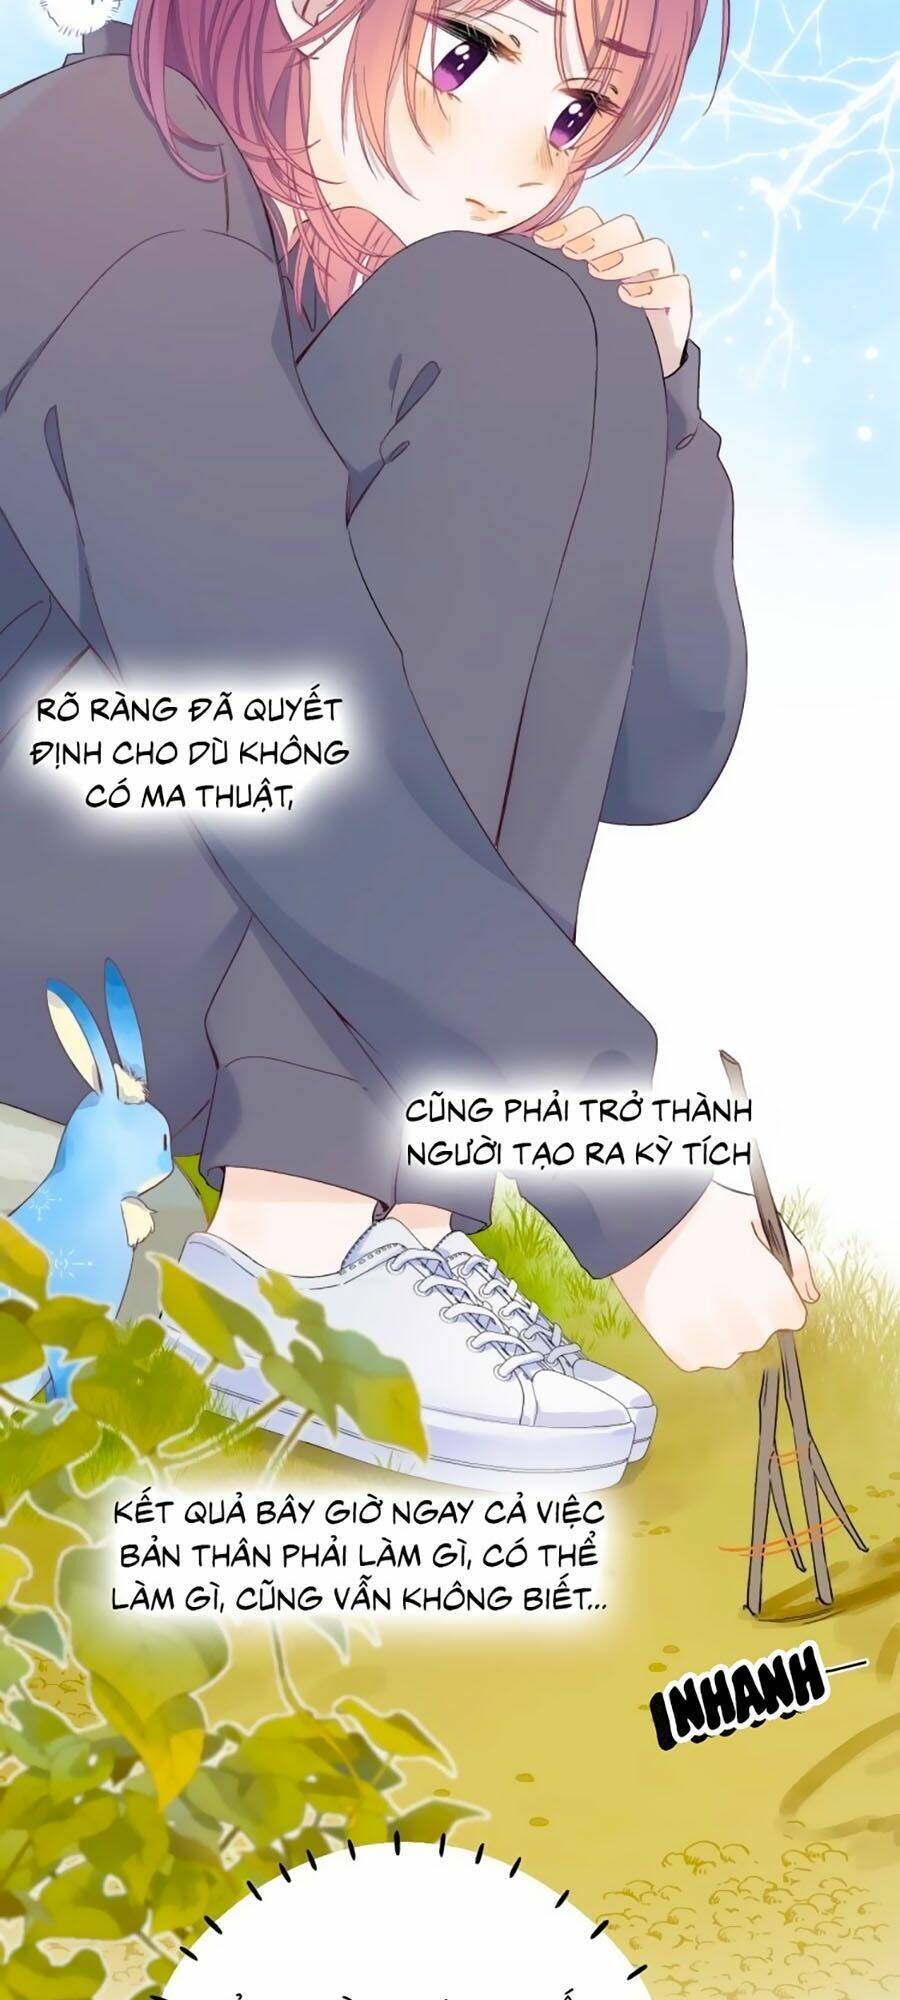 RÕ RÀNG ĐÃ QUYẾT
ĐỊNH CHO DÙ KHÔNG
CÓ MA THUẬT,
CŨNG PHẢI TRỞ THÀNH
NGƯỜI TẠO RA KỲ TÍCH
KẾT QUẢ BÂY GIỜ NGAY CẢ VIỆC
BẢN THÂN PHẢI LÀM GÌ, CÓ THỂ
LÀM GÌ, CŨNG VẪN KHÔNG BIẾT...
NHANH